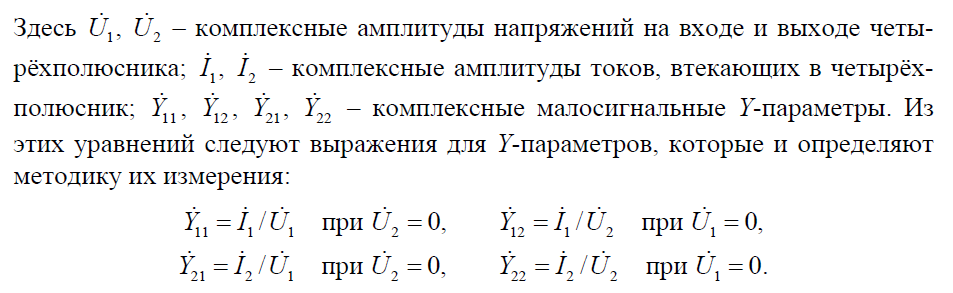 Здесь U̇₁, U̇₂ – комплексные амплитуды напряжений на входе и выходе четы-
рёхполюсника; İ₁, İ₂ – комплексные амплитуды токов, втекающих в четырёх-
полюсник; Ẏ₁₁, Ẏ₁₂, Ẏ₂₁, Ẏ₂₂ – комплексные малосигнальные Y-параметры. Из
этих уравнений следуют выражения для Y-параметров, которые и определяют
методику их измерения:
Ẏ₁₁ = İ₁/U̇₁ при U̇₂ = 0, Ẏ₁₂ = İ₁/U̇₂ при U̇₁ = 0,
Ẏ₂₁ = İ₂/U̇₁ при U̇₂ = 0, Ẏ₂₂ = İ₂/U̇₂ при U̇₁ = 0.